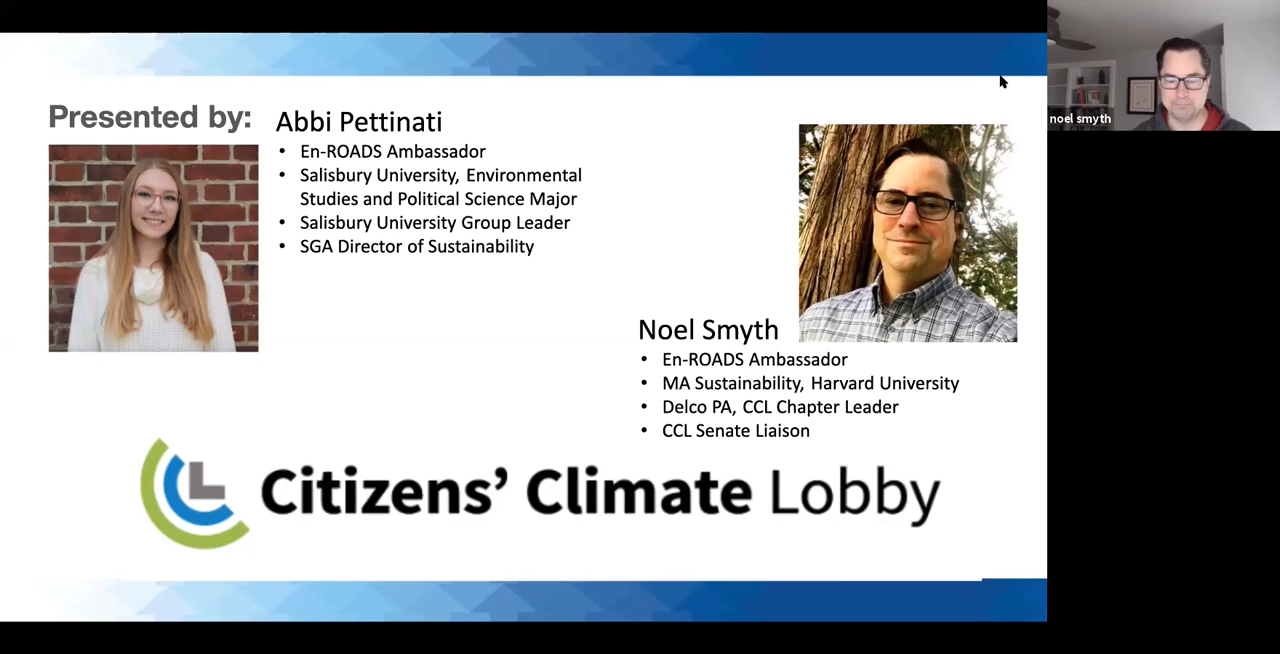 Presented by:
Abbi Pettinati
• En-ROADS Ambassador
• Salisbury University, Environmental
Studies and Political Science Major
• Salisbury University Group Leader
• SGA Director of Sustainability
noel smyth
Noel Smyth
• En-ROADS Ambassador
• MA Sustainability, Harvard University
• Delco PA, CCL Chapter Leader
• CCL Senate Liaison
Citizens’ Climate Lobby